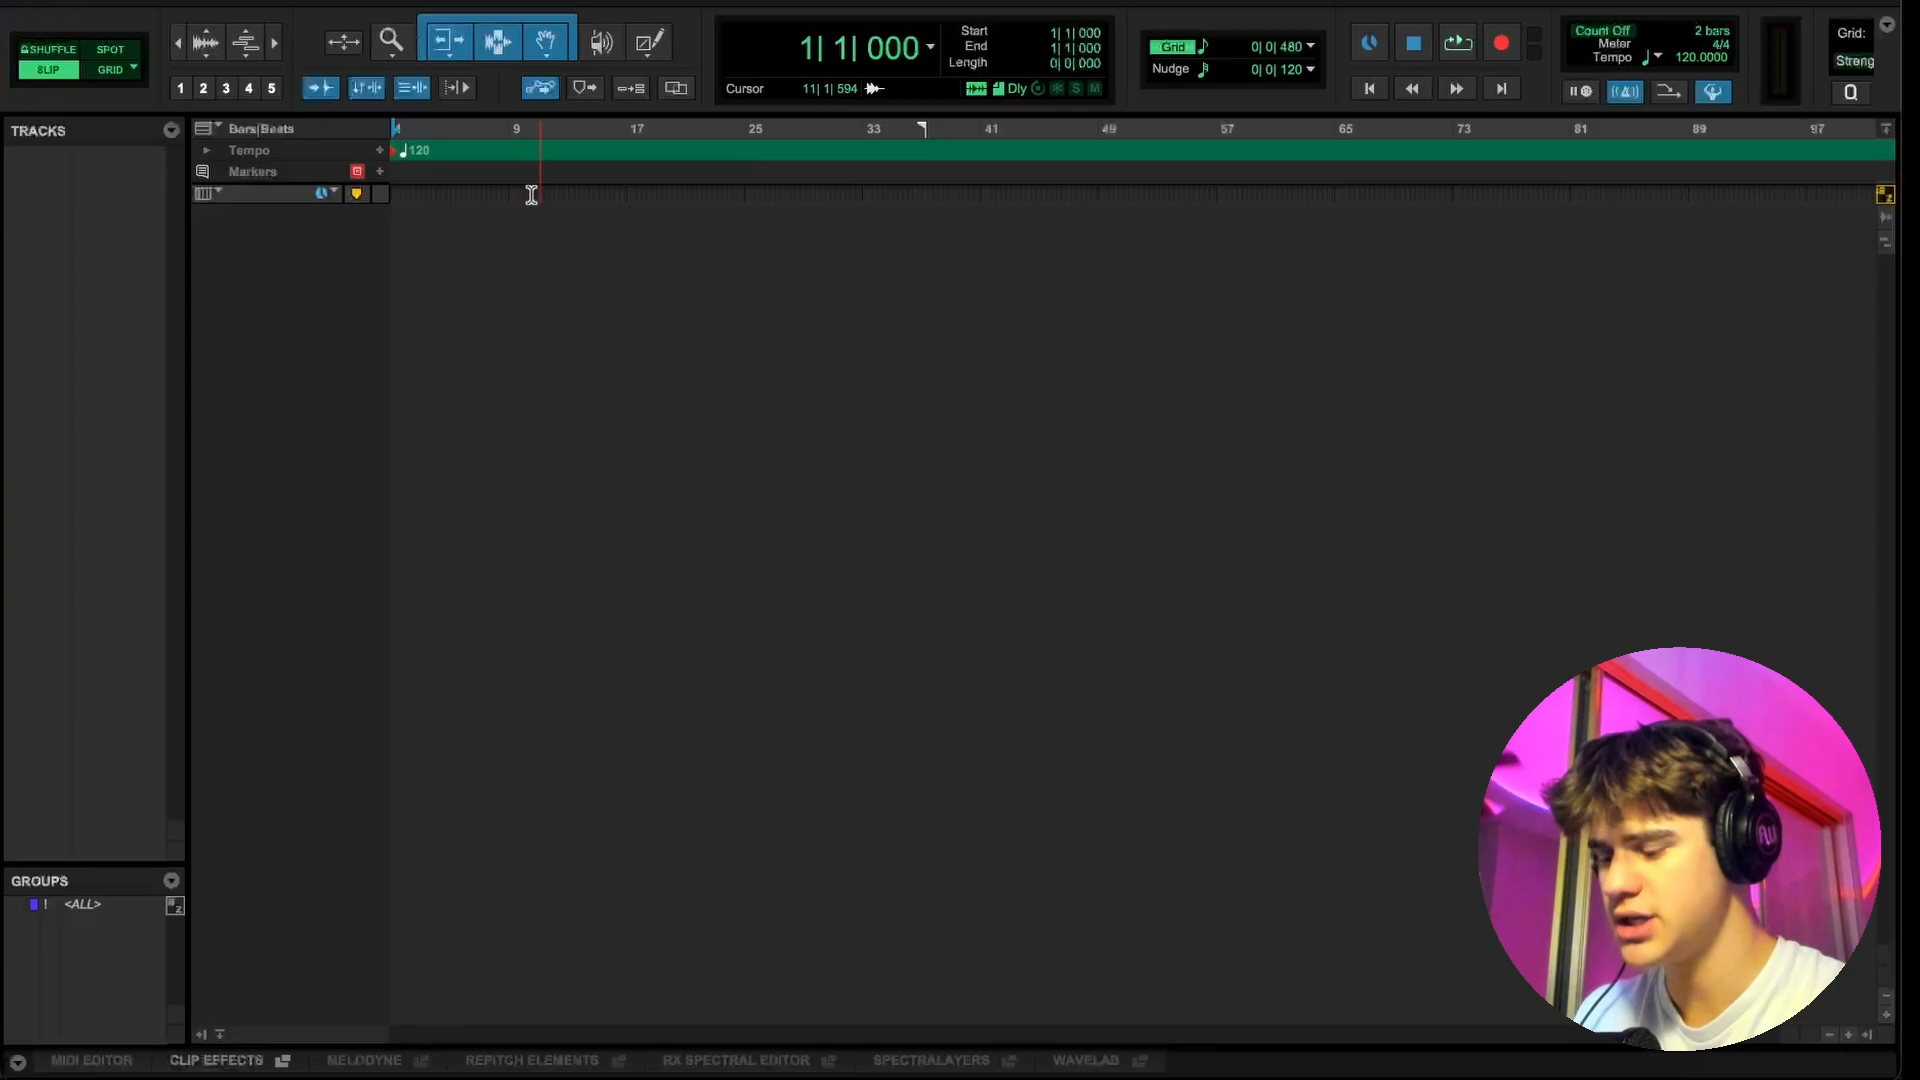 SHUFFLE SPOT
SLIP GRID
1 2 3 4 5
1| 1| 000
Start 1| 1| 000
End 1| 1| 000
Length 0| 0| 000
Cursor 11| 1| 594
Dly S M
Grid 0| 0| 480
Nudge 0| 0| 120
Count Off 2 bars
Meter 4/4
Tempo 120.0000
Grid:
Streng
Q
TRACKS
Bars|Beats
9 17 25 33 41 49 57 65 73 81 89 97
Tempo + 120
Markers +
GROUPS
! <ALL>
MIDI EDITOR CLIP EFFECTS MELODYNE REPITCH ELEMENTS RX SPECTRAL EDITOR SPECTRALAYERS WAVELAB